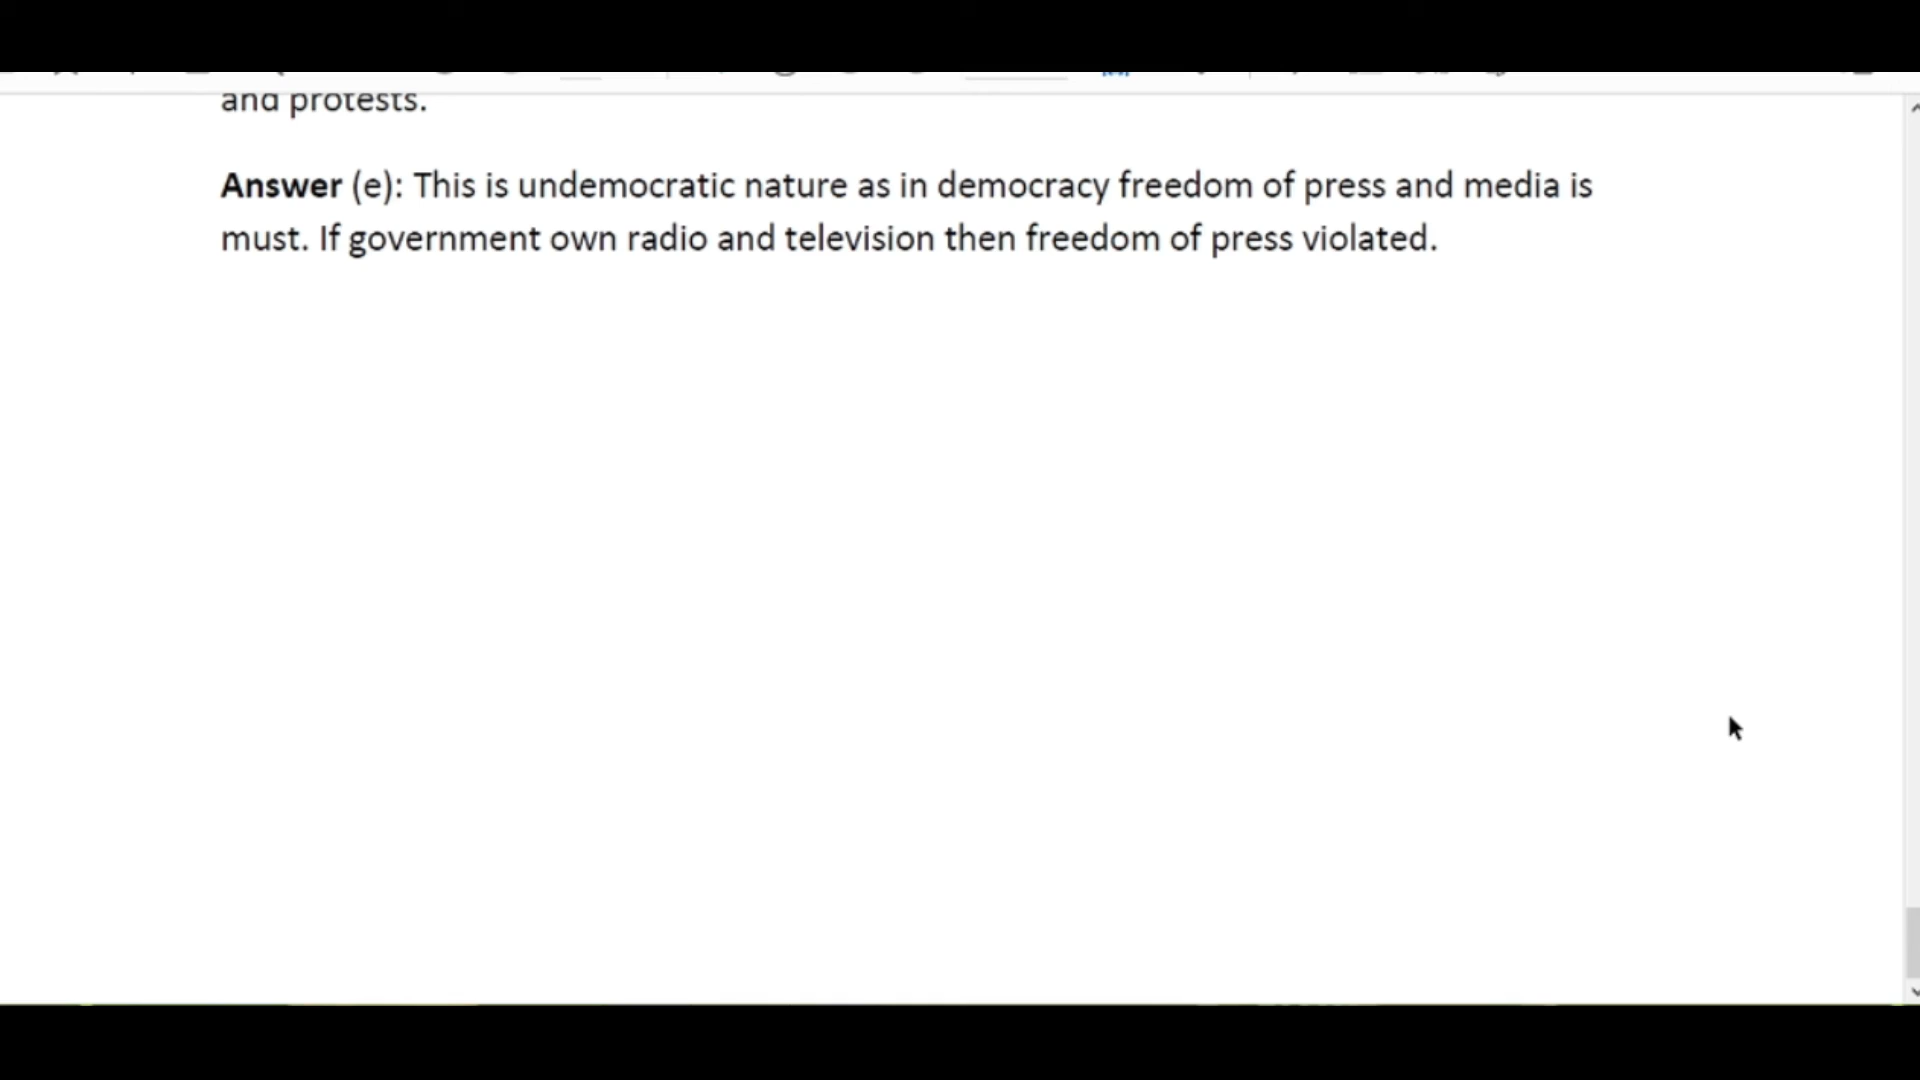 and protests.
Answer (e): This is undemocratic nature as in democracy freedom of press and media is
must. If government own radio and television then freedom of press violated.